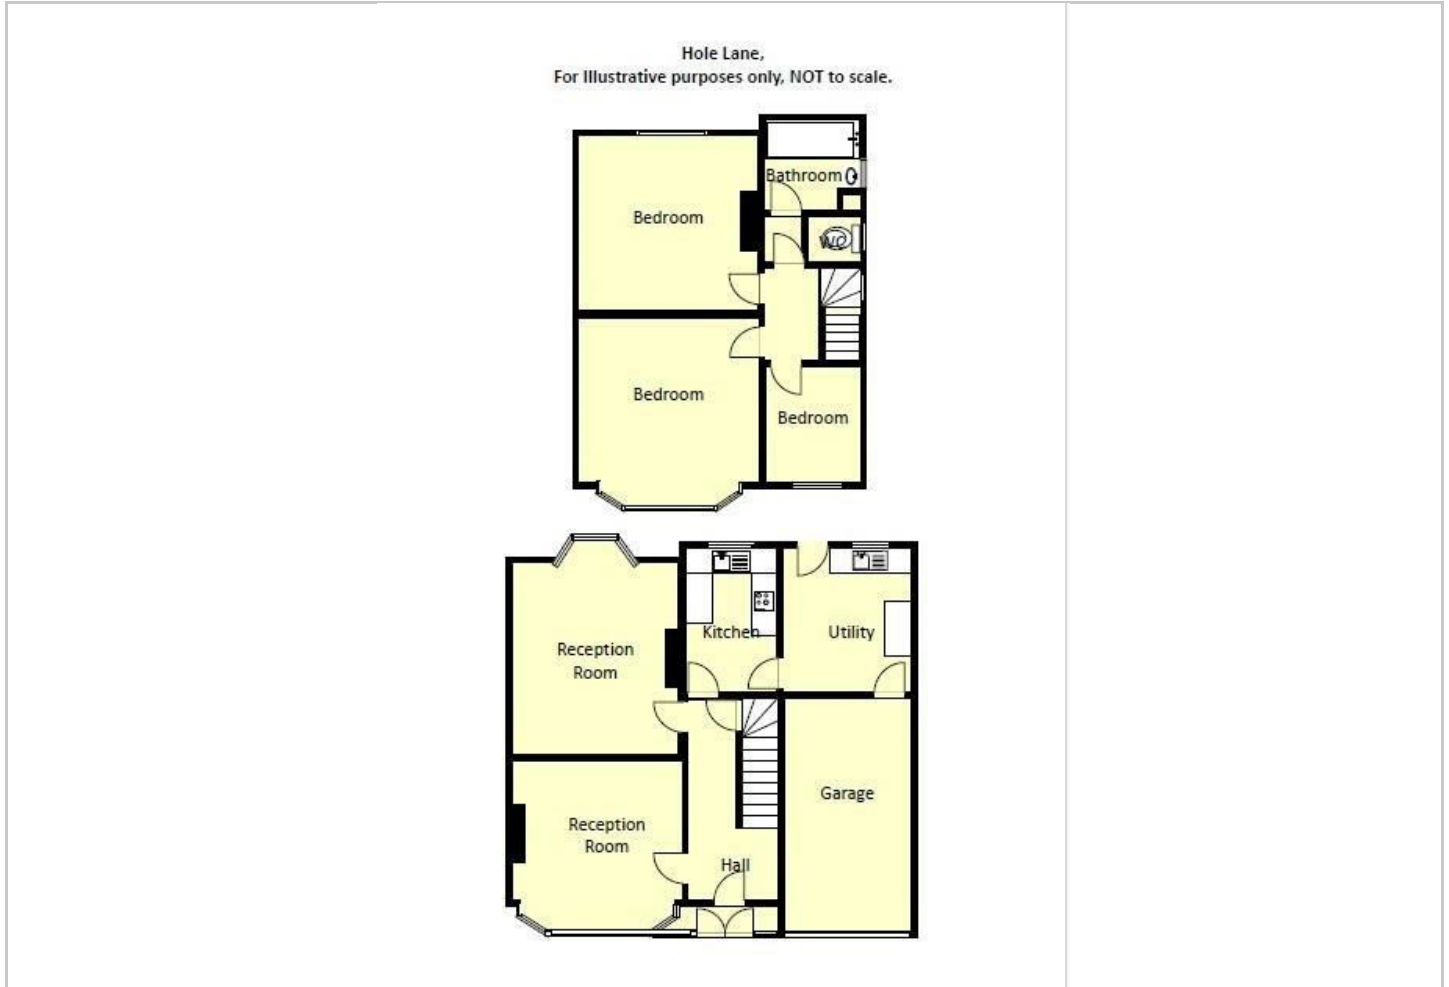 Hole Lane,
For Illustrative purposes only, NOT to scale.
Bathroom
Bedroom
WC
Bedroom
Bedroom
Kitchen
Utility
Reception
Room
Garage
Reception
Room
Hall